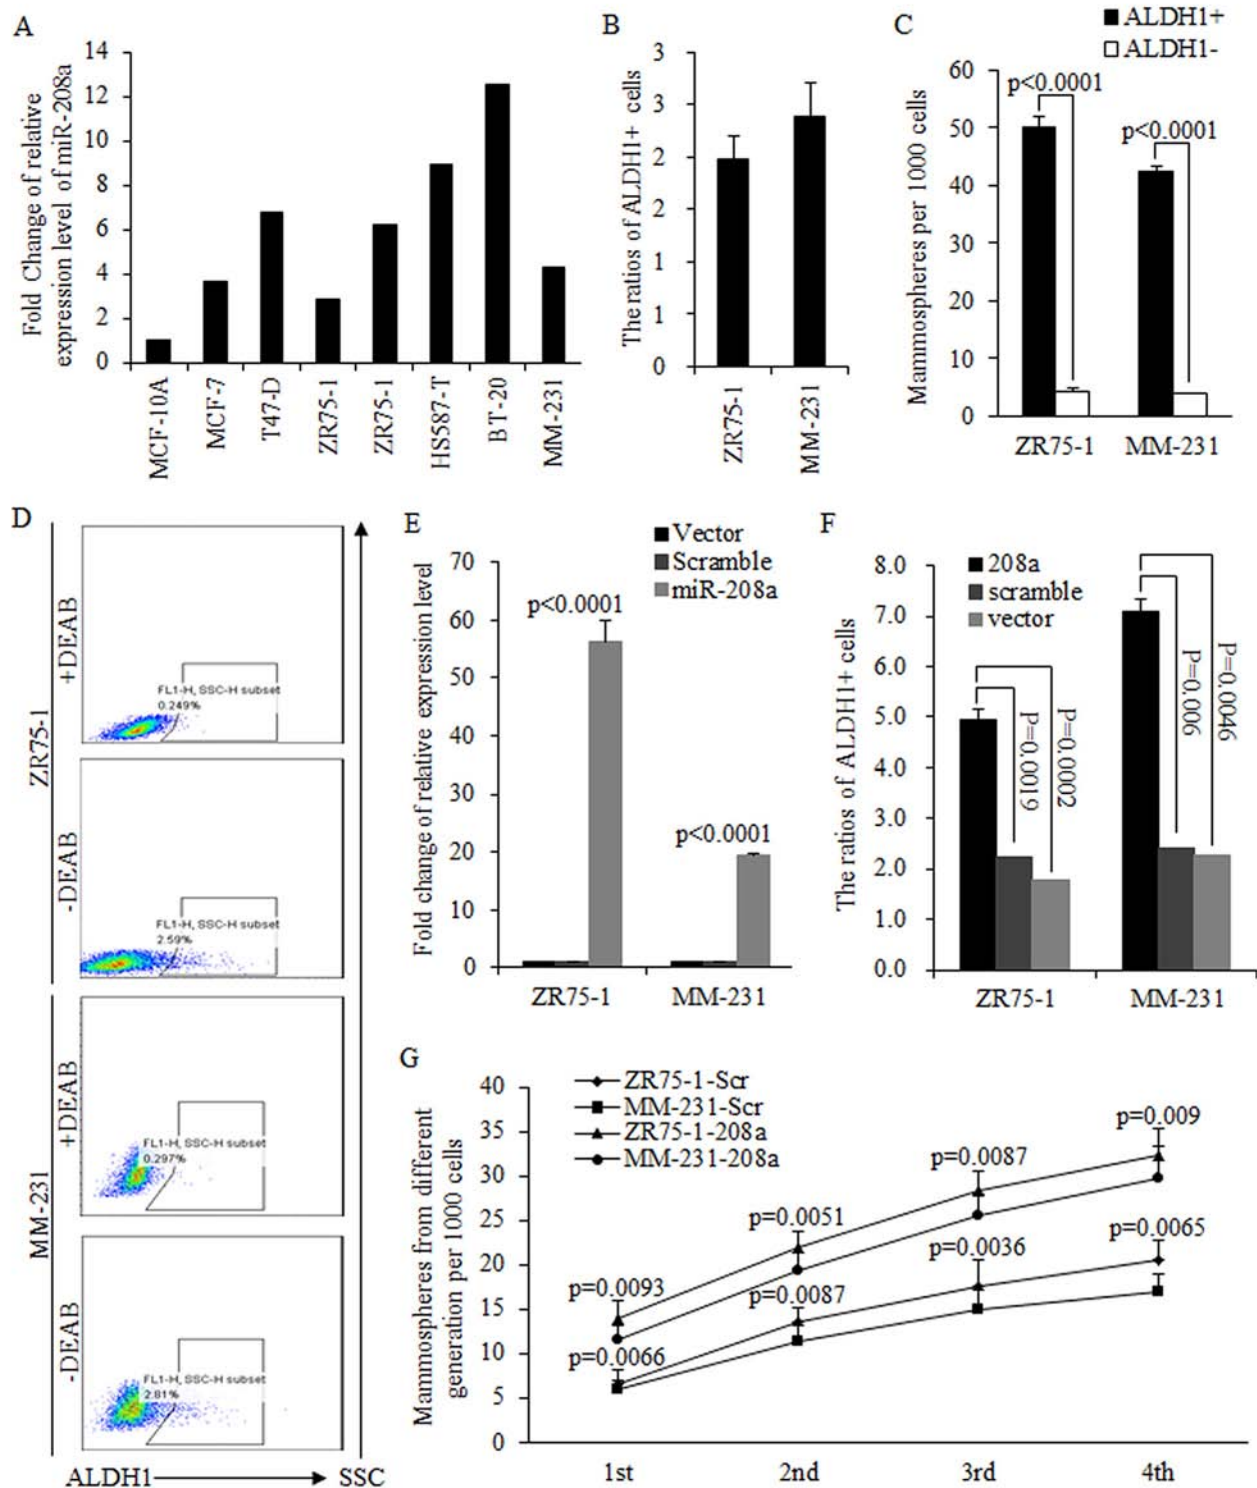 A
Fold Change of relative
expression level of miR-208a
14
12
10
8
6
4
2
0
MCF-10A
MCF-7
T47-D
ZR75-1
ZR75-1
HS587-T
BT-20
MM-231
B
The ratios of ALDH1+ cells
3
3
2
2
1
1
0
ZR75-1
MM-231
C
ALDH1+
ALDH1-
Mammospheres per 1000 cells
60
50
40
30
20
10
0
p<0.0001
p<0.0001
ZR75-1
MM-231
D
ZR75-1
+DEAB
FL1-H, SSC-H subset
0.249%
-DEAB
FL1-H, SSC-H subset
2.59%
MM-231
+DEAB
FL1-H, SSC-H subset
0.297%
-DEAB
FL1-H, SSC-H subset
2.81%
ALDH1
SSC
E
Vector
Scramble
miR-208a
Fold change of relative expression level
70
60
50
40
30
20
10
0
p<0.0001
p<0.0001
ZR75-1
MM-231
F
208a
scramble
vector
The ratios of ALDH1+ cells
8.0
7.0
6.0
5.0
4.0
3.0
2.0
1.0
0.0
P=0.0019
P=0.0002
P=0.006
P=0.0046
ZR75-1
MM-231
G
ZR75-1-Scr
MM-231-Scr
ZR75-1-208a
MM-231-208a
Mammospheres from different
generation per 1000 cells
40
35
30
25
20
15
10
5
0
p=0.0093
p=0.0066
p=0.0051
p=0.0087
p=0.0087
p=0.0036
p=0.009
p=0.0065
1st
2nd
3rd
4th